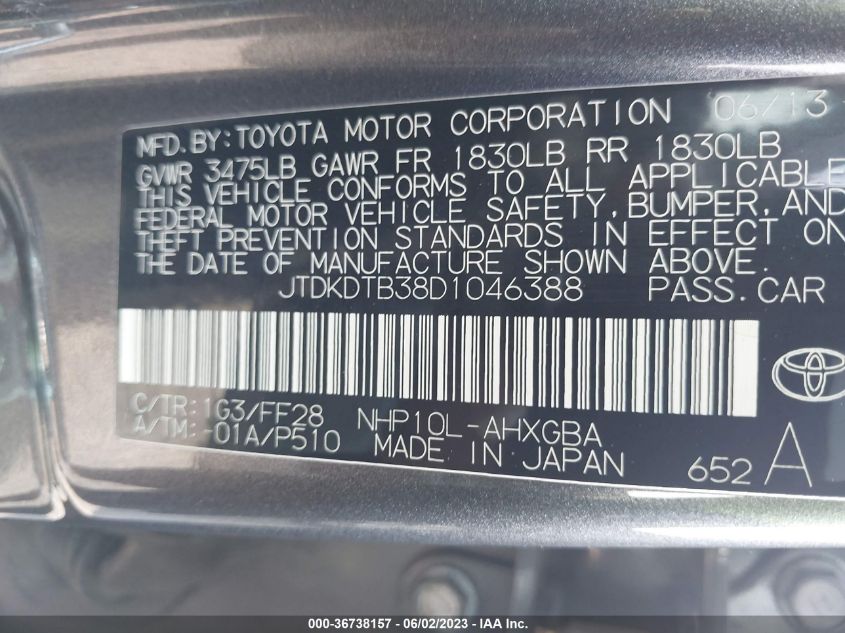 MFD. BY: TOYOTA MOTOR CORPORATION 06/13
GVWR 3475LB GAWR FR 1830LB RR 1830LB
THIS VEHICLE CONFORMS TO ALL APPLICABLE
FEDERAL MOTOR VEHICLE SAFETY, BUMPER, AND
THEFT PREVENTION STANDARDS IN EFFECT ON
THE DATE OF MANUFACTURE SHOWN ABOVE.
JTDKDTB38D1046388 PASS. CAR
C/TR: 1G3/FF28 NHP10L-AHXGBA
A/TM: -01A/P510 MADE IN JAPAN
652 A
000-36738157 - 06/02/2023 - IAA Inc.